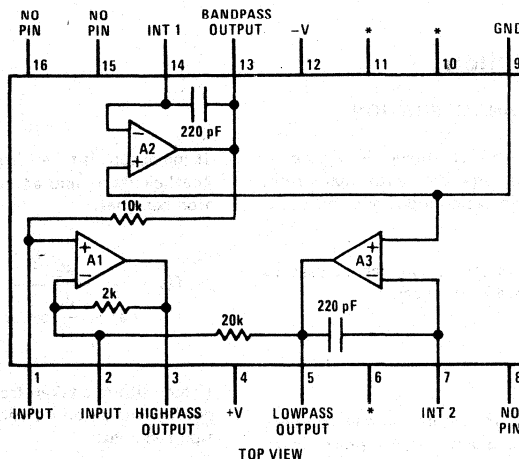 NO PIN
NO PIN
INT 1
BANDPASS OUTPUT
−V
*
*
GND
16
15
14
13
12
11
10
9
220 pF
−
A2
+
10k
+
A1
−
2k
+
A3
−
20k
220 pF
1
2
3
4
5
6
7
8
INPUT
INPUT
HIGHPASS OUTPUT
+V
LOWPASS OUTPUT
*
INT 2
NO PIN
TOP VIEW